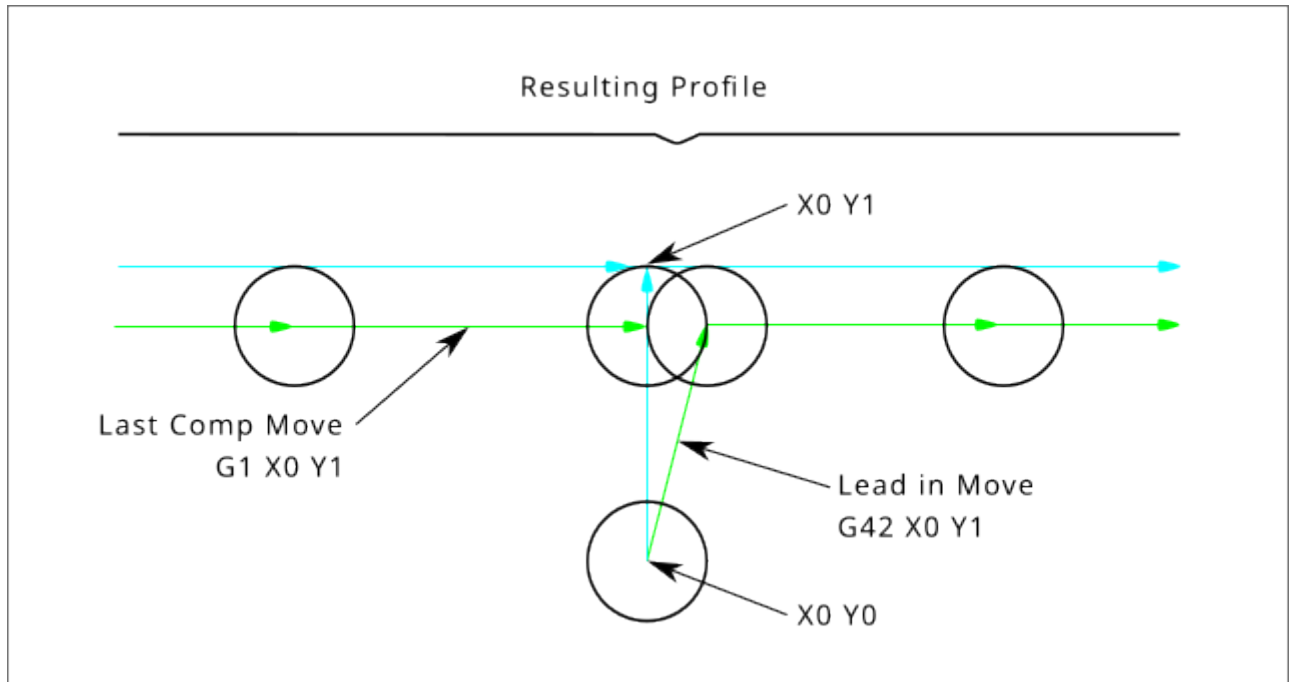 Resulting Profile
X0 Y1
Last Comp Move
G1 X0 Y1
Lead in Move
G42 X0 Y1
X0 Y0